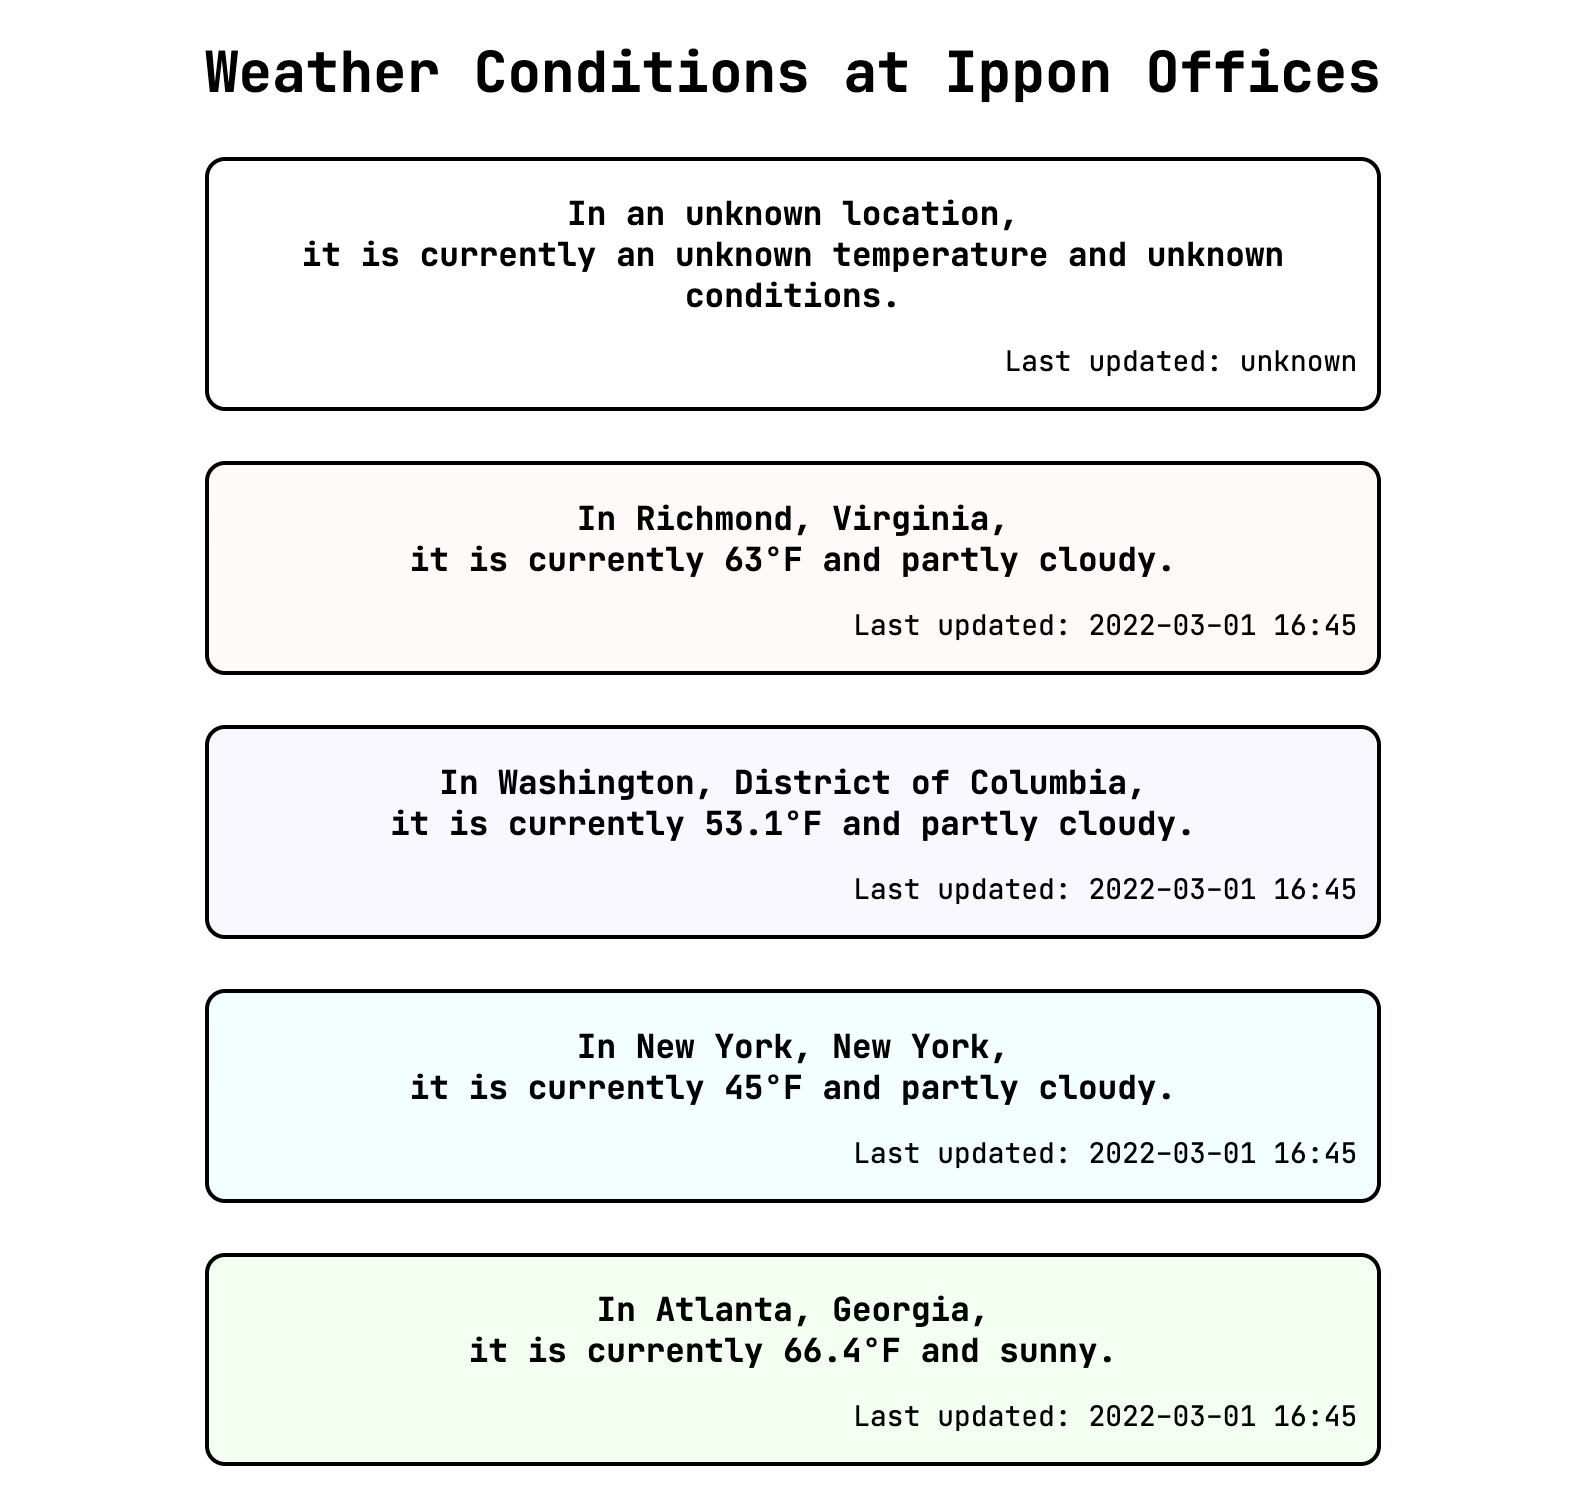 Weather Conditions at Ippon Offices
In an unknown location,
it is currently an unknown temperature and unknown
conditions.
Last updated: unknown
In Richmond, Virginia,
it is currently 63°F and partly cloudy.
Last updated: 2022-03-01 16:45
In Washington, District of Columbia,
it is currently 53.1°F and partly cloudy.
Last updated: 2022-03-01 16:45
In New York, New York,
it is currently 45°F and partly cloudy.
Last updated: 2022-03-01 16:45
In Atlanta, Georgia,
it is currently 66.4°F and sunny.
Last updated: 2022-03-01 16:45